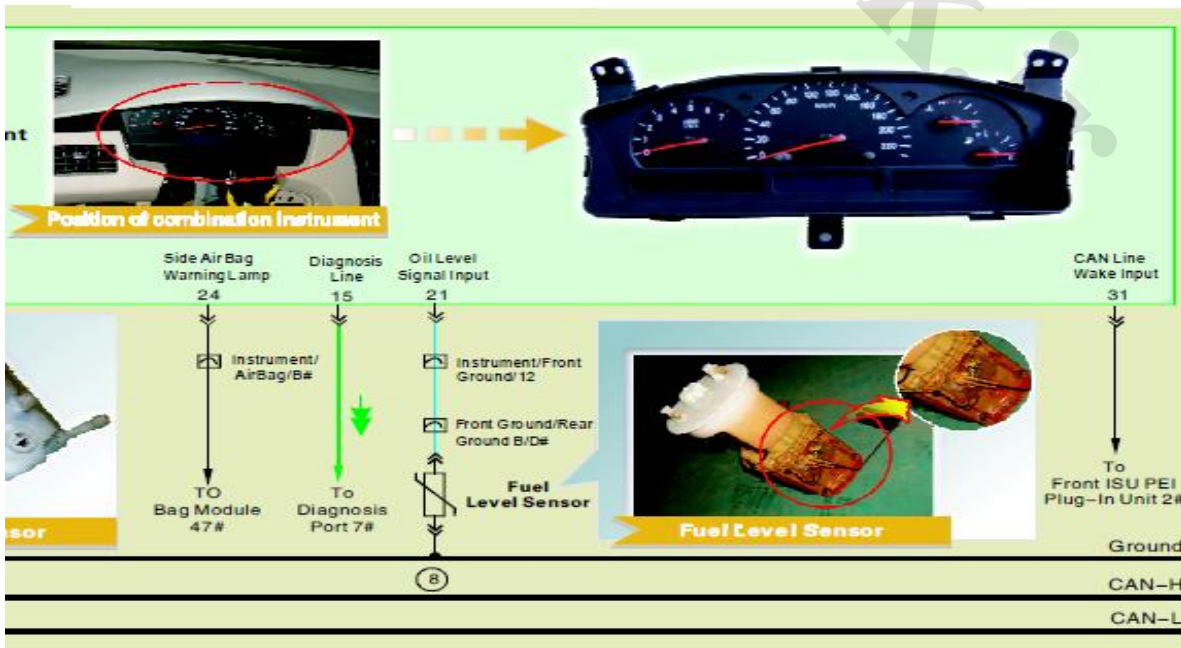 nt
Position of combination Instrument
Side Air Bag
Warning Lamp
24
Diagnosis
Line
15
Oil Level
Signal Input
21
CAN Line
Wake Input
31
Instrument/
AirBag/B#
Instrument/Front
Ground/12
Front Ground/Rear
Ground B/D#
Fuel
Level Sensor
TO
Bag Module
47#
To
Diagnosis
Port 7#
To
Front ISU PEI
Plug-In Unit 2#
sor
Fuel Level Sensor
Ground
8
CAN-H
CAN-L